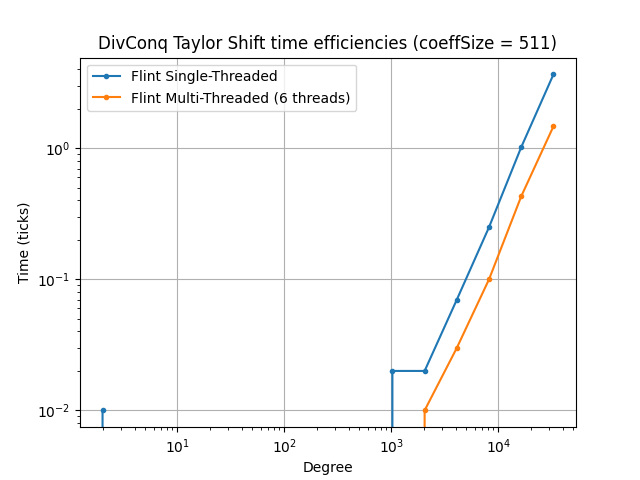 DivConq Taylor Shift time efficiencies (coeffSize = 511)
Flint Single-Threaded
Flint Multi-Threaded (6 threads)
10⁰
10⁻¹
10⁻²
Time (ticks)
10¹ 10² 10³ 10⁴
Degree